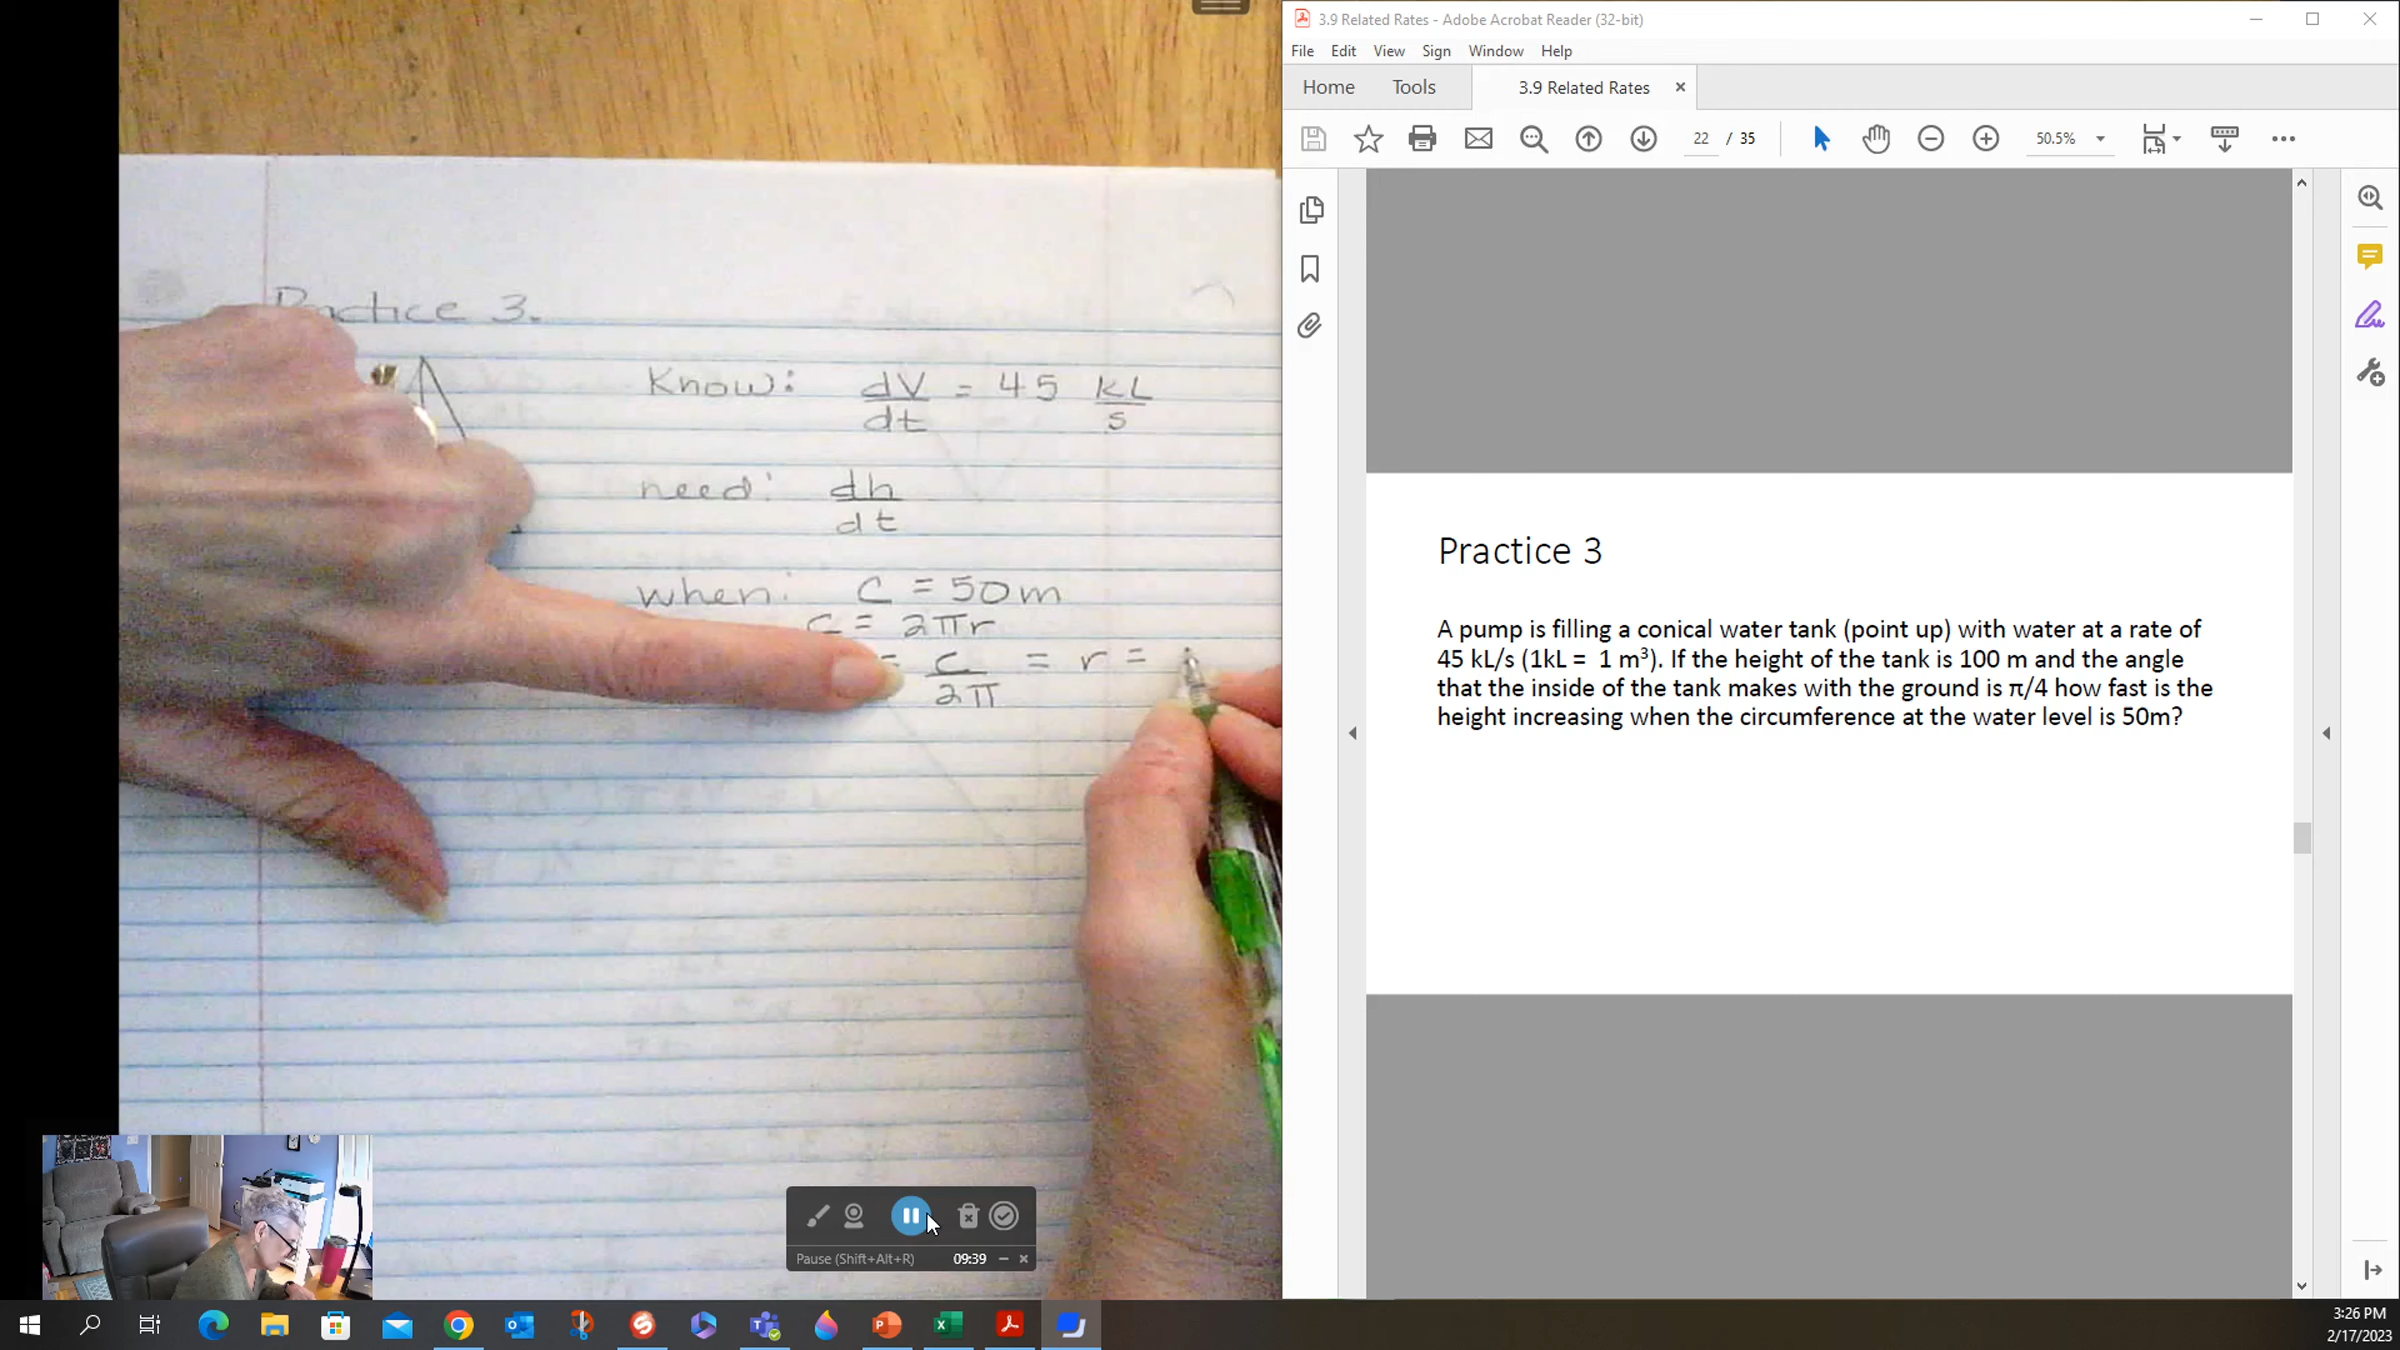 3.9 Related Rates - Adobe Acrobat Reader (32-bit)
File Edit View Sign Window Help
Home Tools 3.9 Related Rates ×
22 / 35 50.5%
Practice 3.
Know: dV/dt = 45 kL/s
need: dh/dt
when: C = 50m
C = 2πr
= C/2π = r =
Practice 3
A pump is filling a conical water tank (point up) with water at a rate of
45 kL/s (1kL = 1 m³). If the height of the tank is 100 m and the angle
that the inside of the tank makes with the ground is π/4 how fast is the
height increasing when the circumference at the water level is 50m?
Pause (Shift+Alt+R) 09:39
3:26 PM
2/17/2023